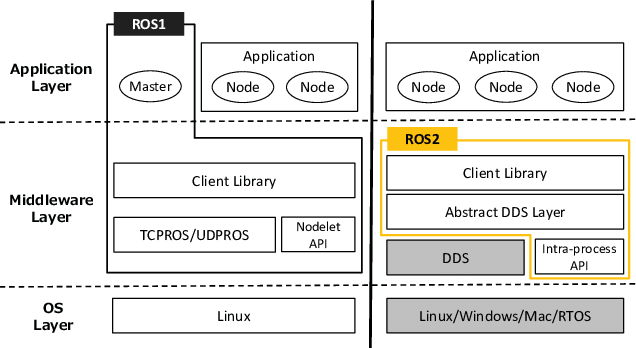 ROS1
Application
Layer
Master
Application
Node
Node
Application
Node
Node
Node
Middleware
Layer
Client Library
TCPROS/UDPROS
Nodelet
API
ROS2
Client Library
Abstract DDS Layer
DDS
Intra-process
API
OS
Layer
Linux
Linux/Windows/Mac/RTOS